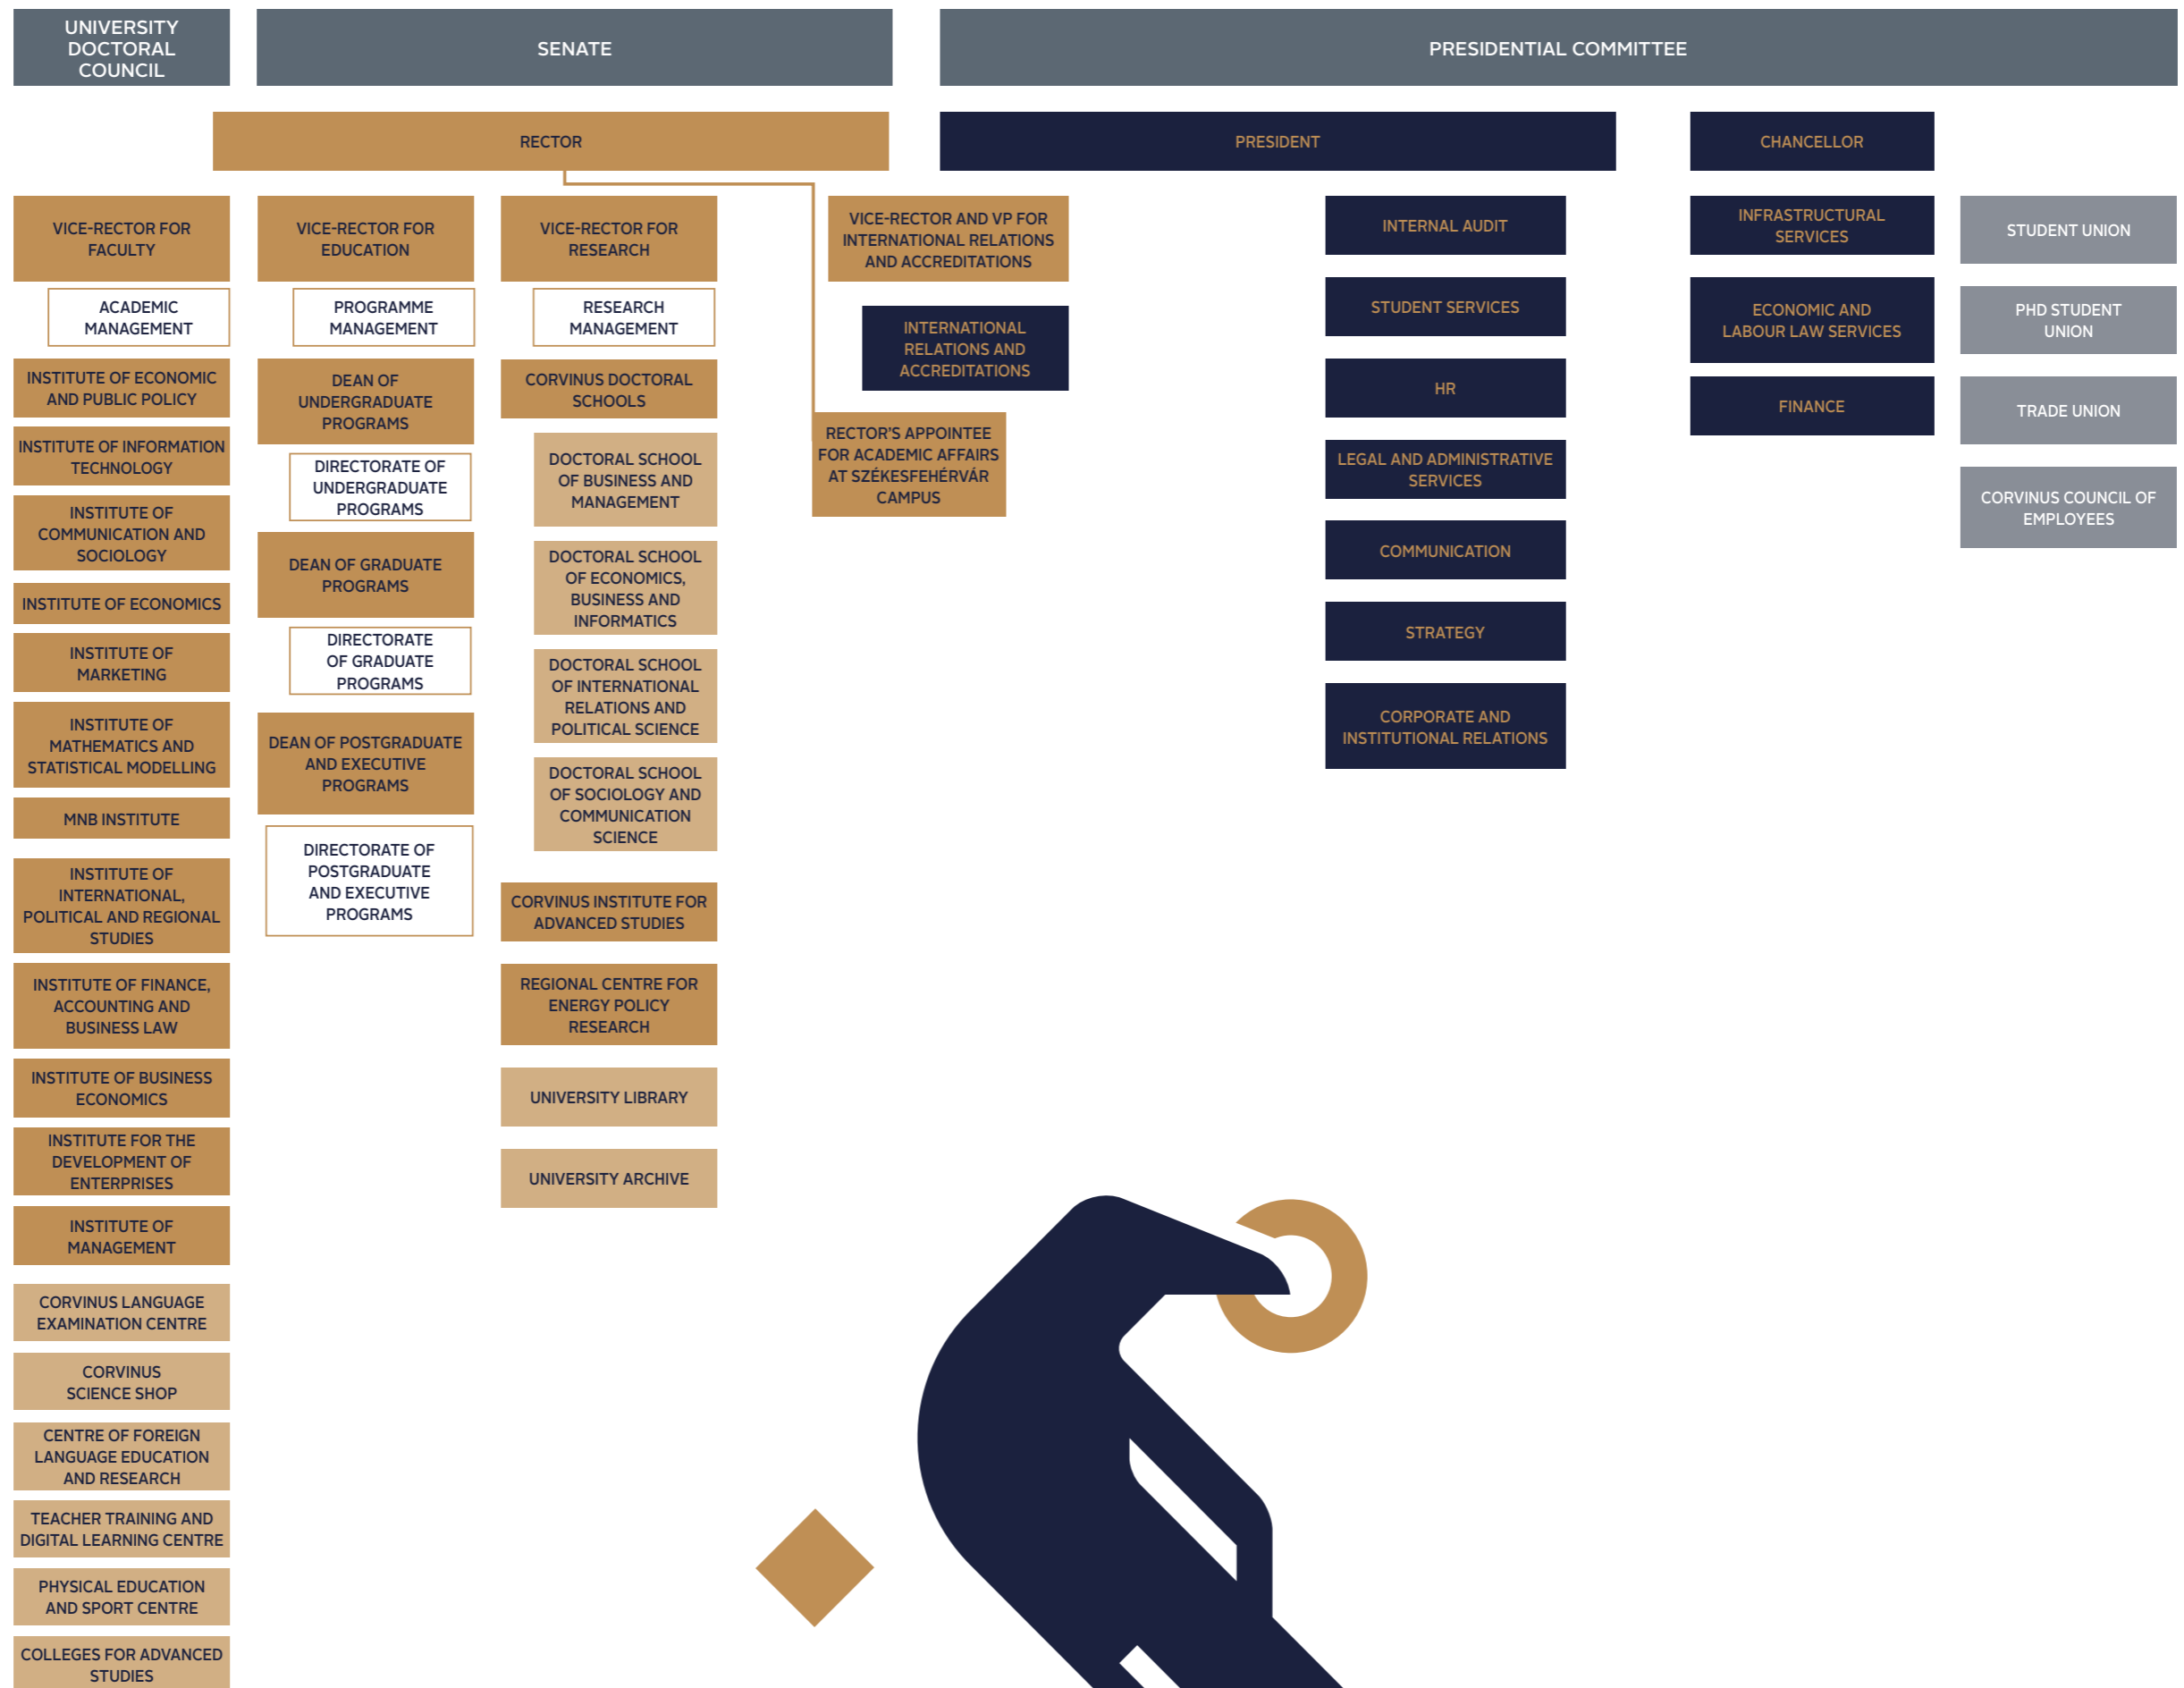 UNIVERSITY
DOCTORAL
COUNCIL
SENATE
PRESIDENTIAL COMMITTEE
RECTOR
PRESIDENT
CHANCELLOR
VICE-RECTOR FOR
FACULTY
ACADEMIC
MANAGEMENT
INSTITUTE OF ECONOMIC
AND PUBLIC POLICY
INSTITUTE OF INFORMATION
TECHNOLOGY
INSTITUTE OF
COMMUNICATION AND
SOCIOLOGY
INSTITUTE OF ECONOMICS
INSTITUTE OF
MARKETING
INSTITUTE OF
MATHEMATICS AND
STATISTICAL MODELLING
MNB INSTITUTE
INSTITUTE OF
INTERNATIONAL,
POLITICAL AND REGIONAL
STUDIES
INSTITUTE OF FINANCE,
ACCOUNTING AND
BUSINESS LAW
INSTITUTE OF BUSINESS
ECONOMICS
INSTITUTE FOR THE
DEVELOPMENT OF
ENTERPRISES
INSTITUTE OF
MANAGEMENT
CORVINUS LANGUAGE
EXAMINATION CENTRE
CORVINUS
SCIENCE SHOP
CENTRE OF FOREIGN
LANGUAGE EDUCATION
AND RESEARCH
TEACHER TRAINING AND
DIGITAL LEARNING CENTRE
PHYSICAL EDUCATION
AND SPORT CENTRE
COLLEGES FOR ADVANCED
STUDIES
VICE-RECTOR FOR
EDUCATION
PROGRAMME
MANAGEMENT
DEAN OF
UNDERGRADUATE
PROGRAMS
DIRECTORATE OF
UNDERGRADUATE
PROGRAMS
DEAN OF GRADUATE
PROGRAMS
DIRECTORATE
OF GRADUATE
PROGRAMS
DEAN OF POSTGRADUATE
AND EXECUTIVE
PROGRAMS
DIRECTORATE OF
POSTGRADUATE
AND EXECUTIVE
PROGRAMS
VICE-RECTOR FOR
RESEARCH
RESEARCH
MANAGEMENT
CORVINUS DOCTORAL
SCHOOLS
DOCTORAL SCHOOL
OF BUSINESS AND
MANAGEMENT
DOCTORAL SCHOOL
OF ECONOMICS,
BUSINESS AND
INFORMATICS
DOCTORAL SCHOOL
OF INTERNATIONAL
RELATIONS AND
POLITICAL SCIENCE
DOCTORAL SCHOOL
OF SOCIOLOGY AND
COMMUNICATION
SCIENCE
CORVINUS INSTITUTE FOR
ADVANCED STUDIES
REGIONAL CENTRE FOR
ENERGY POLICY
RESEARCH
UNIVERSITY LIBRARY
UNIVERSITY ARCHIVE
VICE-RECTOR AND VP FOR
INTERNATIONAL RELATIONS
AND ACCREDITATIONS
INTERNATIONAL
RELATIONS AND
ACCREDITATIONS
RECTOR'S APPOINTEE
FOR ACADEMIC AFFAIRS
AT SZÉKESFEHÉRVÁR
CAMPUS
INTERNAL AUDIT
STUDENT SERVICES
HR
LEGAL AND ADMINISTRATIVE
SERVICES
COMMUNICATION
STRATEGY
CORPORATE AND
INSTITUTIONAL RELATIONS
INFRASTRUCTURAL
SERVICES
ECONOMIC AND
LABOUR LAW SERVICES
FINANCE
STUDENT UNION
PHD STUDENT
UNION
TRADE UNION
CORVINUS COUNCIL OF
EMPLOYEES